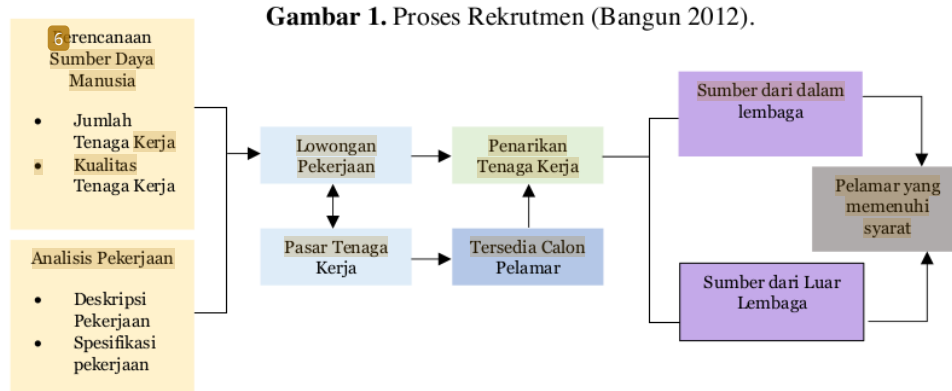 Gambar 1. Proses Rekrutmen (Bangun 2012).
6
Perencanaan
Sumber Daya
Manusia
• Jumlah
Tenaga Kerja
• Kualitas
Tenaga Kerja
Analisis Pekerjaan
• Deskripsi
Pekerjaan
• Spesifikasi
pekerjaan
Lowongan
Pekerjaan
Pasar Tenaga
Kerja
Penarikan
Tenaga Kerja
Tersedia Calon
Pelamar
Sumber dari dalam
lembaga
Sumber dari Luar
Lembaga
Pelamar yang
memenuhi
syarat